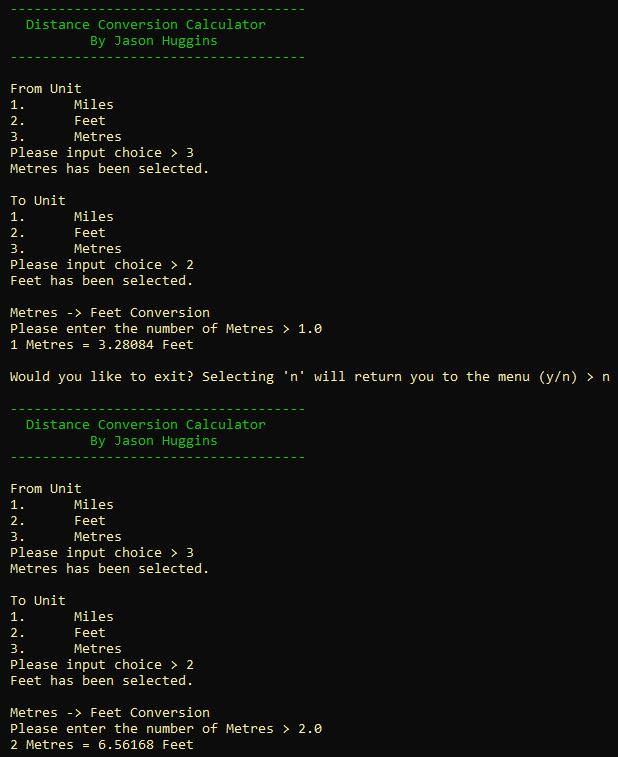 -------------------------------------
Distance Conversion Calculator
By Jason Huggins
-------------------------------------
From Unit
1. Miles
2. Feet
3. Metres
Please input choice > 3
Metres has been selected.
To Unit
1. Miles
2. Feet
3. Metres
Please input choice > 2
Feet has been selected.
Metres -> Feet Conversion
Please enter the number of Metres > 1.0
1 Metres = 3.28084 Feet
Would you like to exit? Selecting 'n' will return you to the menu (y/n) > n
-------------------------------------
Distance Conversion Calculator
By Jason Huggins
-------------------------------------
From Unit
1. Miles
2. Feet
3. Metres
Please input choice > 3
Metres has been selected.
To Unit
1. Miles
2. Feet
3. Metres
Please input choice > 2
Feet has been selected.
Metres -> Feet Conversion
Please enter the number of Metres > 2.0
2 Metres = 6.56168 Feet